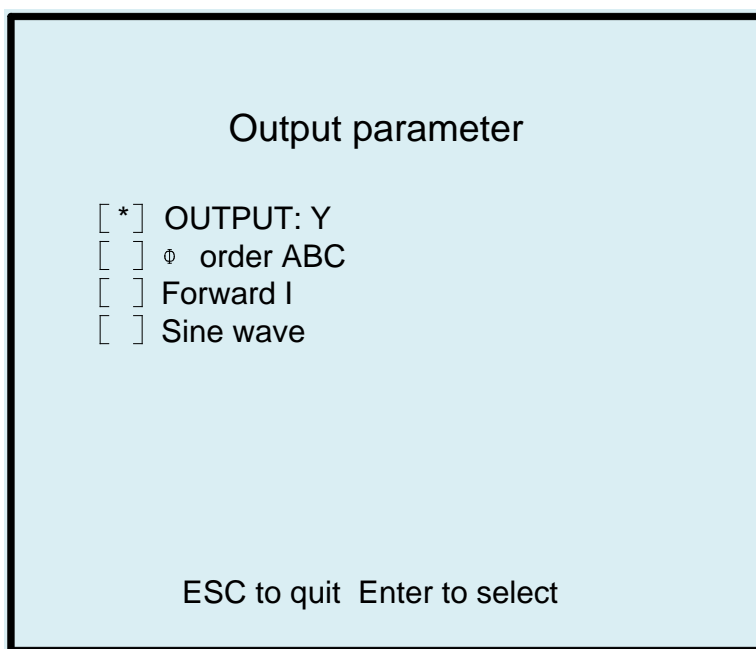 Output parameter
[*] OUTPUT: Y
[ ] Φ order ABC
[ ] Forward I
[ ] Sine wave
ESC to quit Enter to select